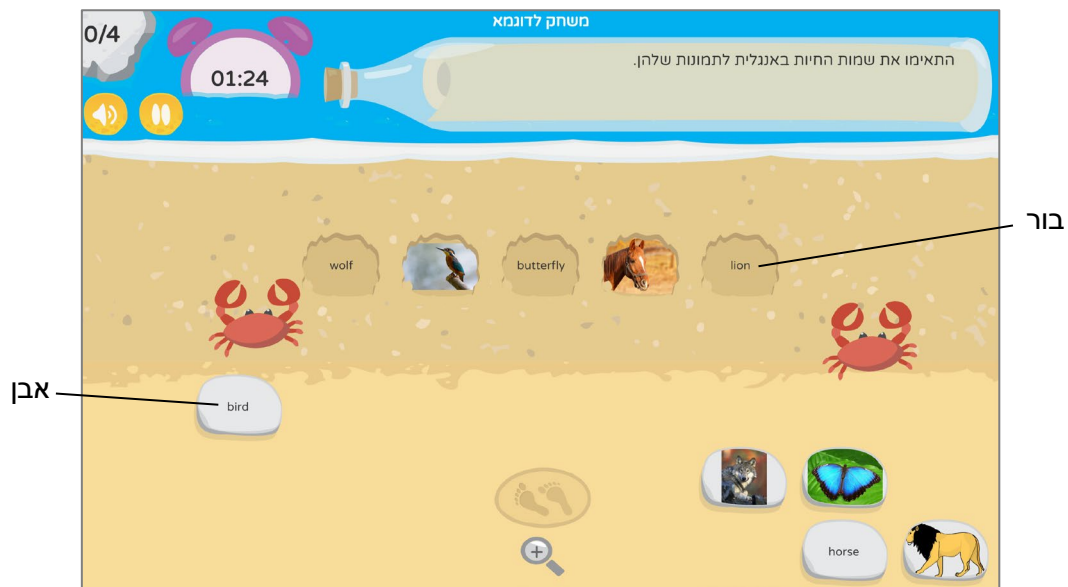 משחק לדוגמא
0/4
01:24
התאימו את שמות החיות באנגלית לתמונות שלהן.
בור
wolf
butterfly
lion
אבן
bird
horse